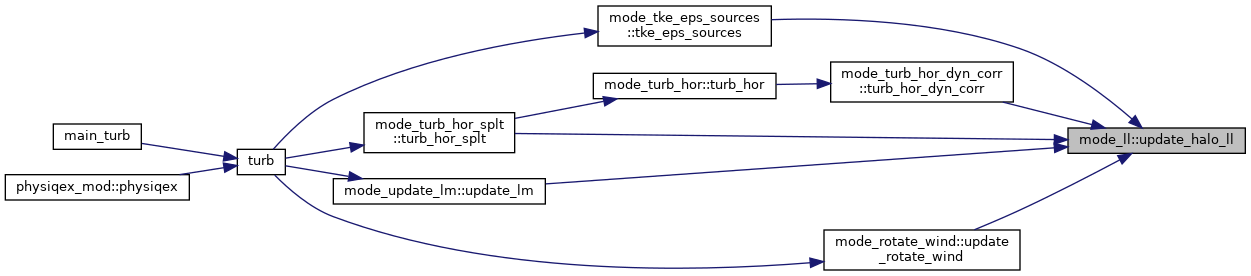 mode_tke_eps_sources
::tke_eps_sources
mode_turb_hor_dyn_corr
::turb_hor_dyn_corr
mode_turb_hor::turb_hor
mode_turb_hor_splt
::turb_hor_splt
main_turb
mode_ll::update_halo_ll
turb
physiqex_mod::physiqex
mode_update_lm::update_lm
mode_rotate_wind::update
_rotate_wind